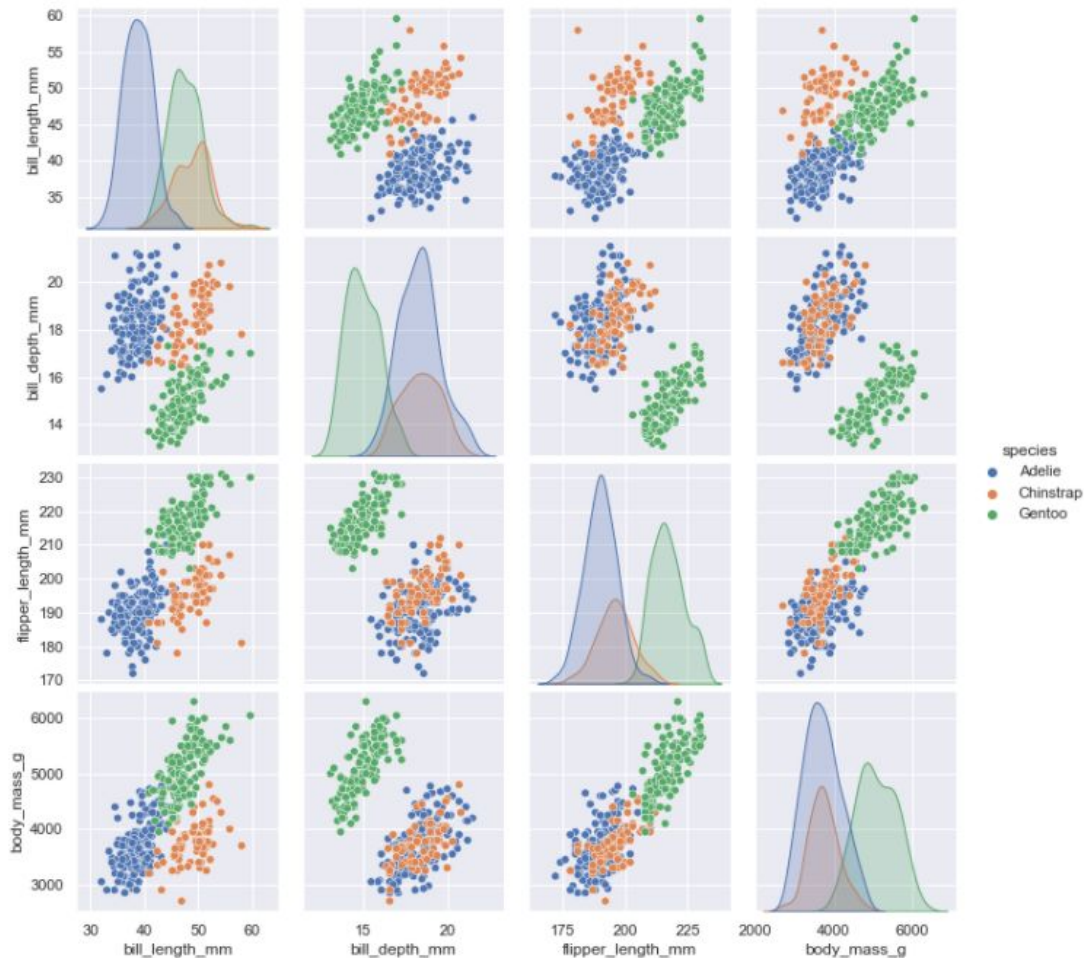 60
55
50
45
40
35
bill_length_mm
20
18
16
14
bill_depth_mm
230
220
210
200
190
180
170
flipper_length_mm
6000
5000
4000
3000
body_mass_g
30 40 50 60
bill_length_mm
15 20
bill_depth_mm
175 200 225
flipper_length_mm
2000 4000 6000
body_mass_g
species
Adelie
Chinstrap
Gentoo